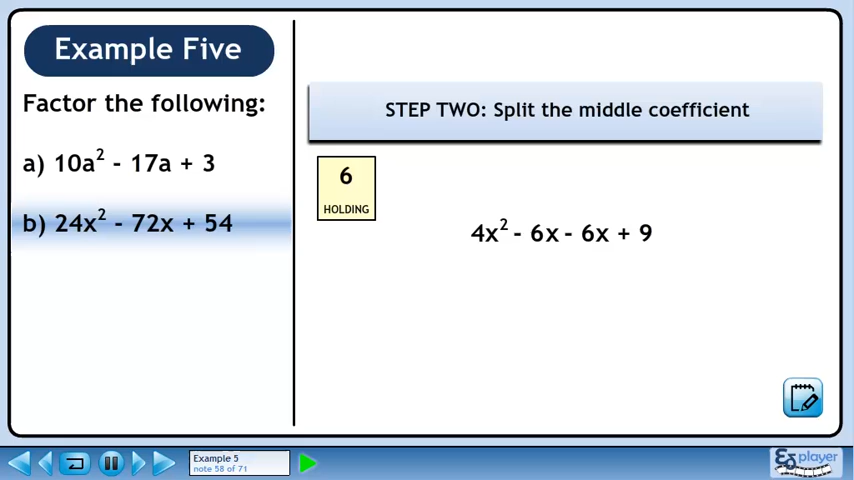 Example Five
Factor the following:
a) 10a² - 17a + 3
b) 24x² - 72x + 54
STEP TWO: Split the middle coefficient
6
HOLDING
4x² - 6x - 6x + 9
Example 5
note 58 of 71
player